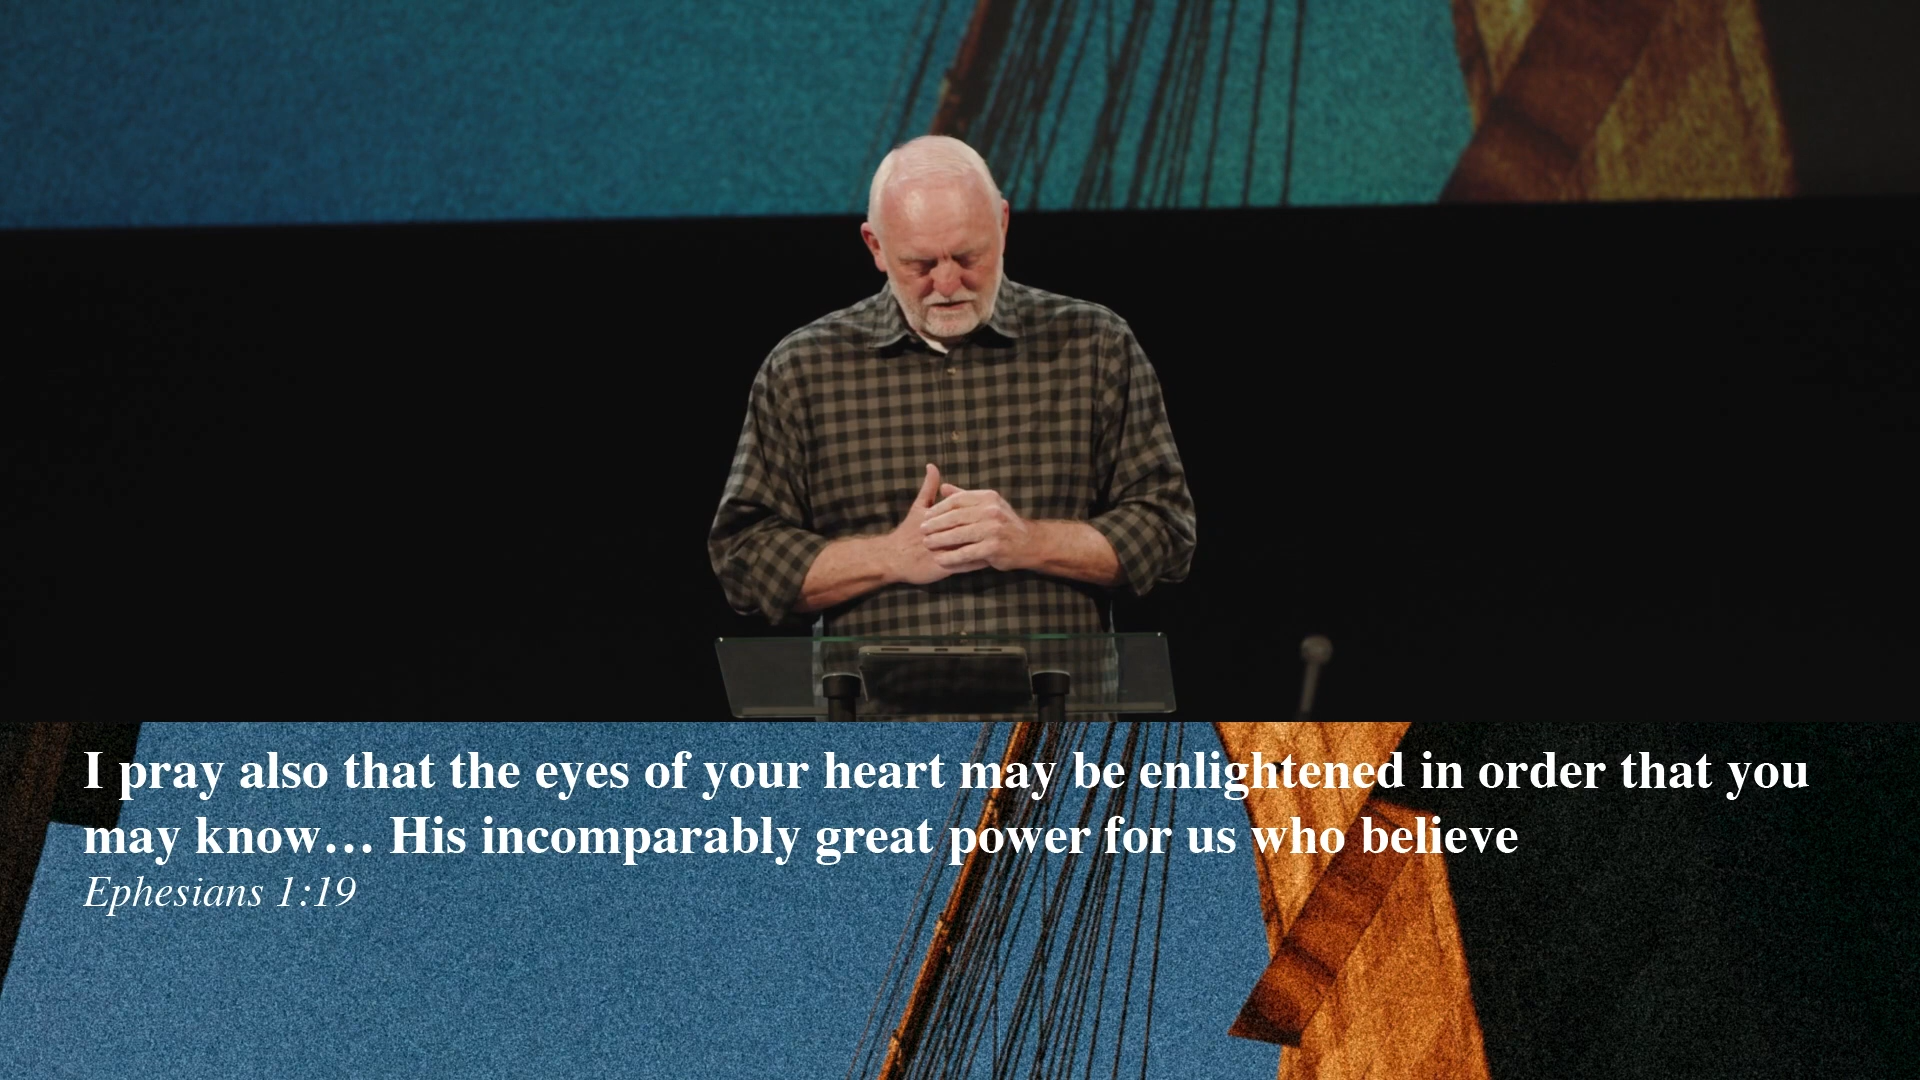 I pray also that the eyes of your heart may be enlightened in order that you
may know… His incomparably great power for us who believe
Ephesians 1:19